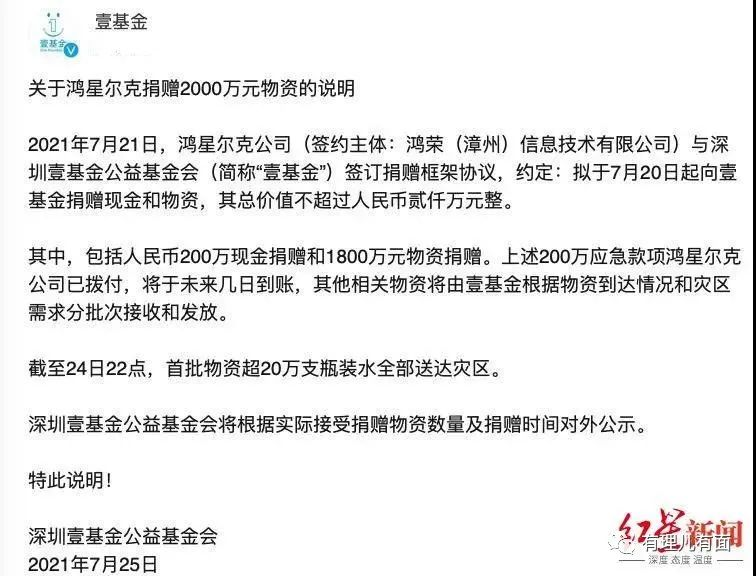 壹基金
壹基金
关于鸿星尔克捐赠2000万元物资的说明
2021年7月21日，鸿星尔克公司（签约主体：鸿荣（漳州）信息技术有限公司）与深
圳壹基金公益基金会（简称“壹基金”）签订捐赠框架协议，约定：拟于7月20日起向壹
基金捐赠现金和物资，其总价值不超过人民币贰仟万元整。
其中，包括人民币200万现金捐赠和1800万元物资捐赠。上述200万应急款项鸿星尔克
公司已拨付，将于未来几日到账，其他相关物资将由壹基金根据物资到达情况和灾区
需求分批次接收和发放。
截至24日22点，首批物资超20万支瓶装水全部送达灾区。
深圳壹基金公益基金会将根据实际接受捐赠物资数量及捐赠时间对外公示。
特此说明！
深圳壹基金公益基金会
2021年7月25日
红星新闻
有理儿有面
深度 态度 温度